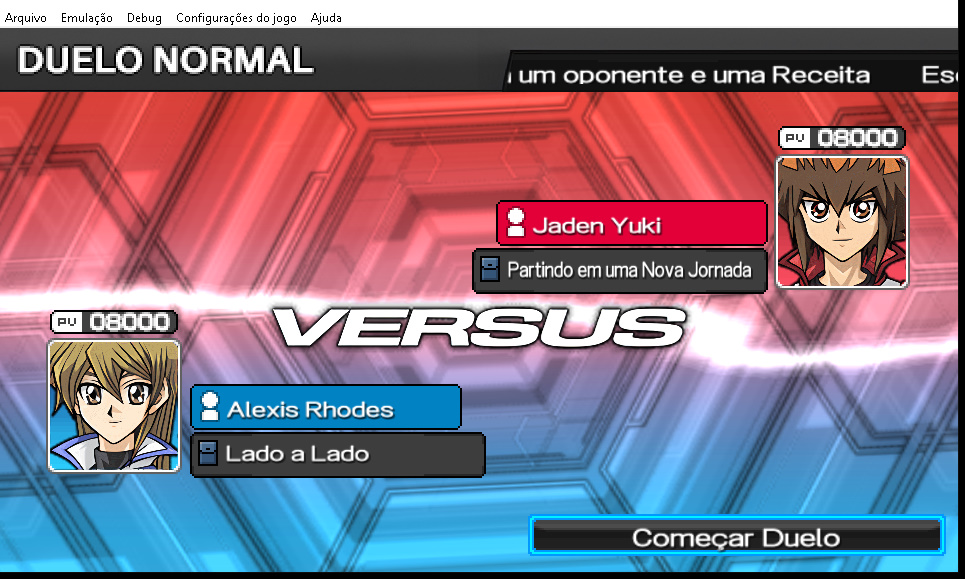 Arquivo Emulação Debug Configurações do jogo Ajuda
DUELO NORMAL
um oponente e uma Receita
PV 08000
Jaden Yuki
Partindo em uma Nova Jornada
VERSUS
PV 08000
Alexis Rhodes
Lado a Lado
Começar Duelo